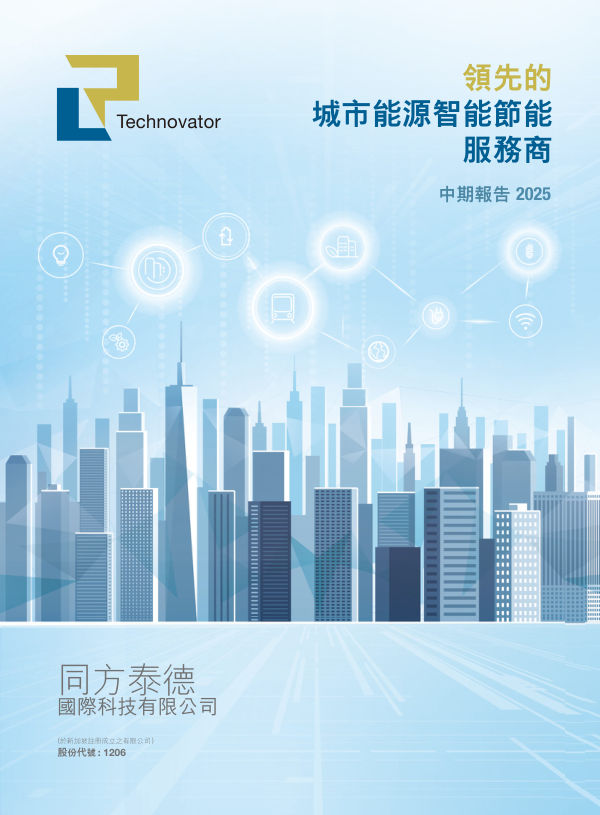 Technovator
領先的
城市能源智能節能
服務商
中期報告 2025
同方泰德
國際科技有限公司
(於新加坡註冊成立之有限公司)
股份代號 : 1206